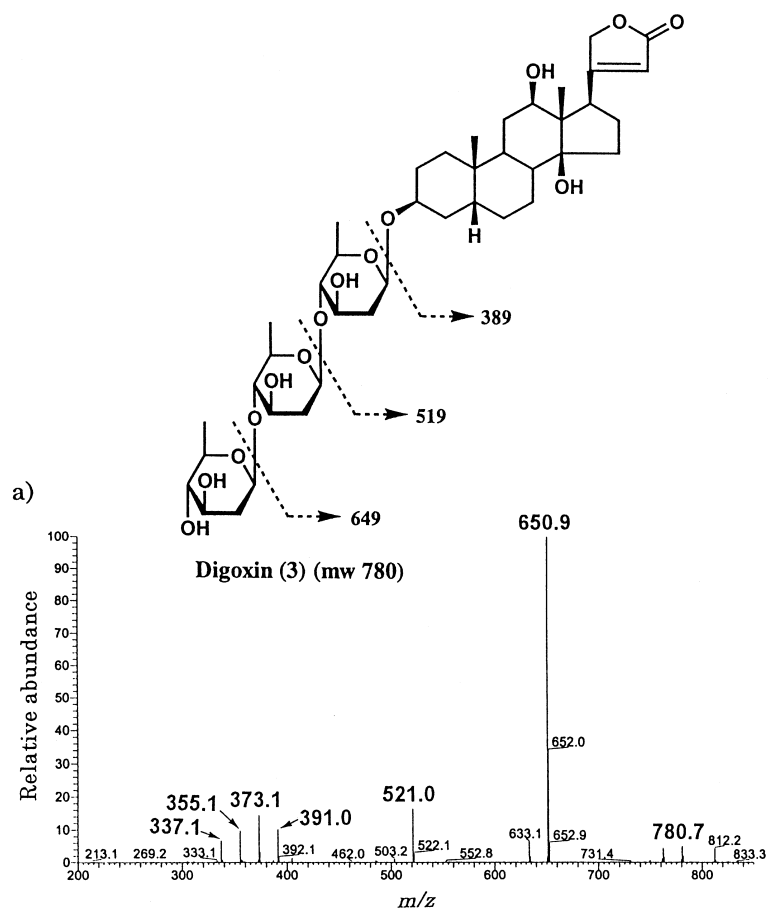 O
O
OH
OH
O
H
O
OH
389
O
O
OH
519
O
O
OH
649
OH
a)
Digoxin (3) (mw 780)
650.9
100
90
80
70
60
50
40
30
20
10
0
Relative abundance
652.0
521.0
355.1
373.1
391.0
337.1
780.7
633.1
652.9
812.2
213.1
269.2
333.1
392.1
462.0
503.2
522.1
552.8
731.4
833.3
200
300
400
500
600
700
800
m/z